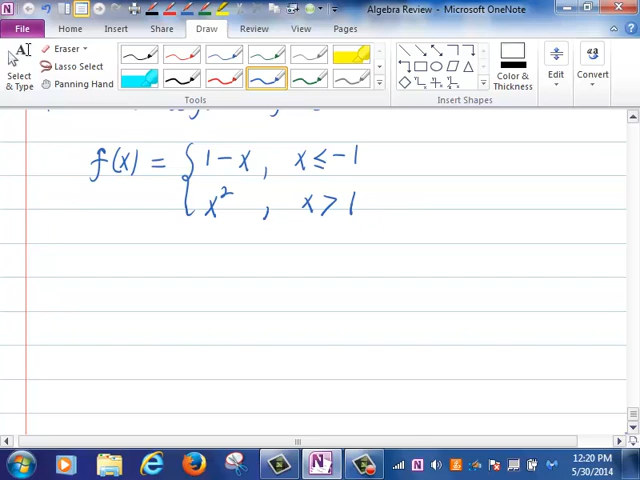 Algebra Review - Microsoft OneNote
File Home Insert Share Draw Review View Pages
Select & Type
Eraser
Lasso Select
Panning Hand
Tools
Insert Shapes
Color & Thickness
Edit
Convert
f(x) = { 1 - x , x ≤ -1
x² , x > 1
12:20 PM
5/30/2014